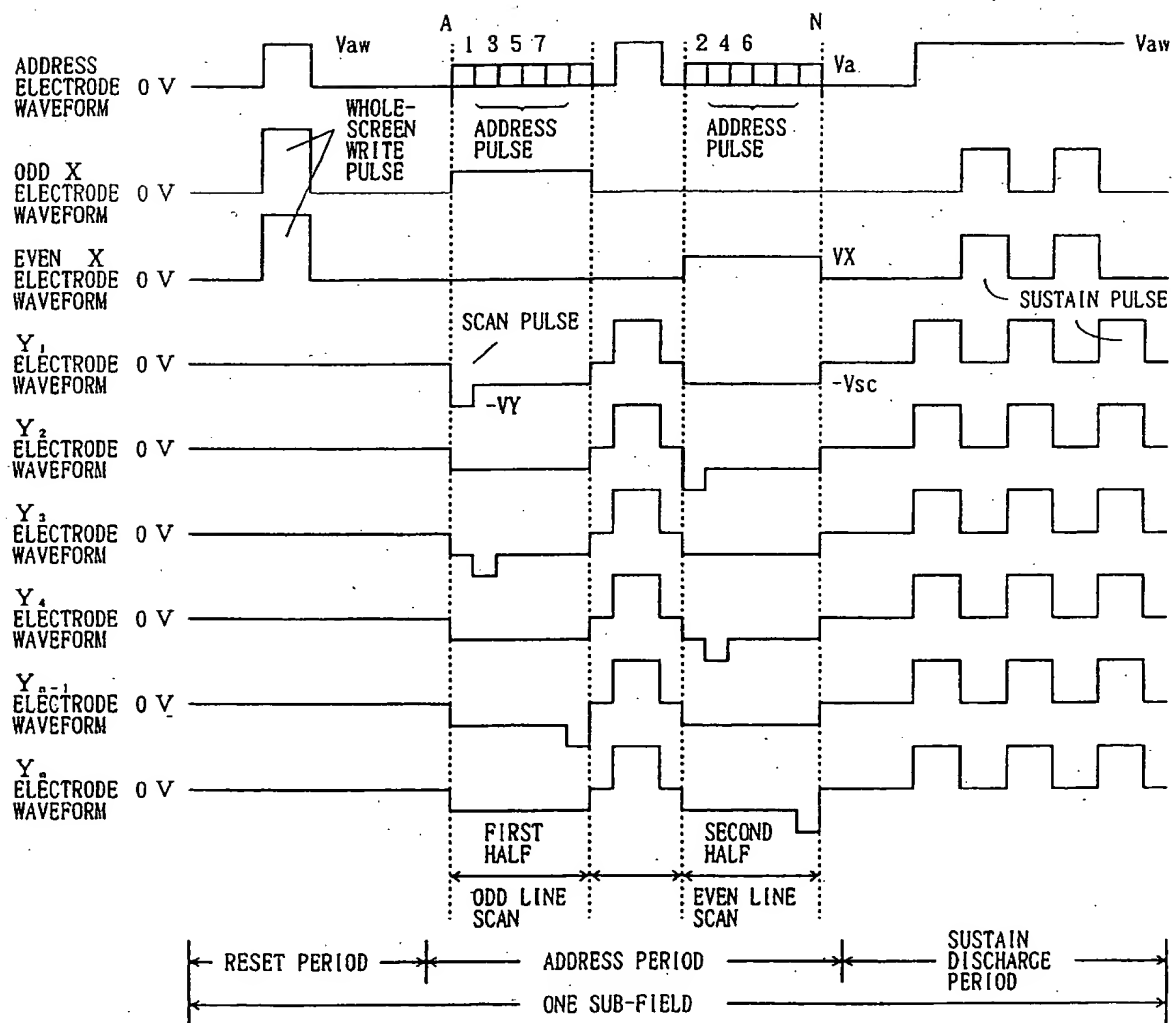 A N
1 3 5 7 2 4 6
Vaw Va Vaw
ADDRESS
ELECTRODE 0 V
WAVEFORM
WHOLE-
SCREEN
WRITE
PULSE
ADDRESS
PULSE
ADDRESS
PULSE
ODD X
ELECTRODE 0 V
WAVEFORM
EVEN X
ELECTRODE 0 V
WAVEFORM
VX
SUSTAIN PULSE
SCAN PULSE
Y₁
ELECTRODE 0 V
WAVEFORM
-VY
-Vsc
Y₂
ELECTRODE 0 V
WAVEFORM
Y₃
ELECTRODE 0 V
WAVEFORM
Y₄
ELECTRODE 0 V
WAVEFORM
Yₙ₋₁
ELECTRODE 0 V
WAVEFORM
Yₙ
ELECTRODE 0 V
WAVEFORM
FIRST
HALF
SECOND
HALF
ODD LINE
SCAN
EVEN LINE
SCAN
RESET PERIOD
ADDRESS PERIOD
SUSTAIN
DISCHARGE
PERIOD
ONE SUB-FIELD